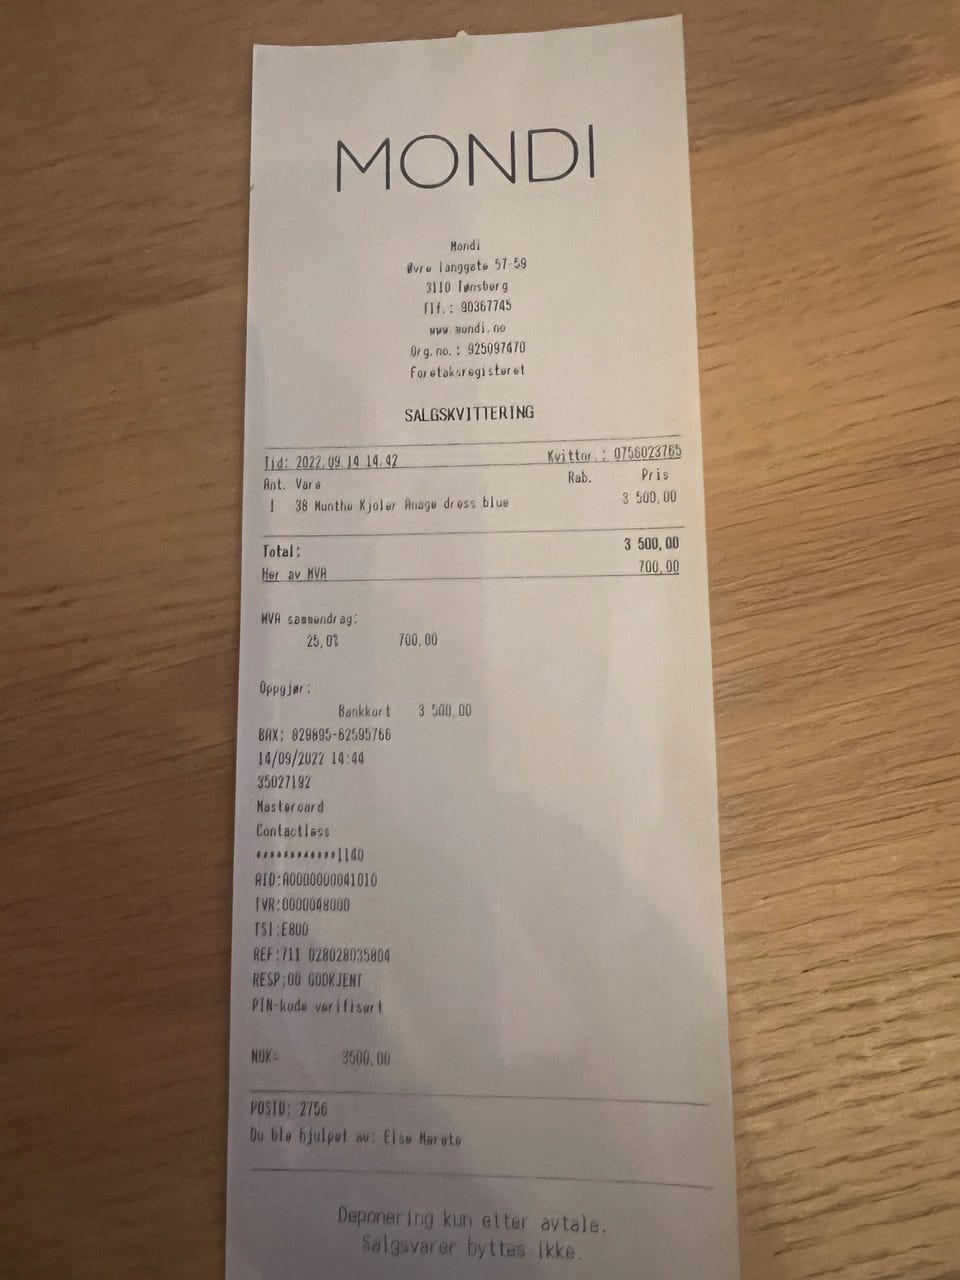 MONDI
Mondi
Øvre langgate 57-59
3110 Tønsberg
Tlf.: 90367745
www.mondi.no
Org.no.: 925097470
Foretaksregisteret
SALGSKVITTERING
Tid: 2022.09.14 14.42 Kvittnr.: 0756023765
Ant. Vare Rab. Pris
1 38 Munthe Kjoler Anage dress blue 3 500,00
Total: 3 500,00
Her av MVA 700,00
MVA sammendrag:
25,0% 700,00
Oppgjør:
Bankkort 3 500,00
BAX: 829895-62595766
14/09/2022 14:44
35027192
Mastercard
Contactless
************1140
AID:A0000000041010
TVR:0000048000
TSI:E800
REF:711 028028035804
RESP:00 GODKJENT
PIN-kode verifisert
NOK= 3500,00
POSID: 2756
Du ble hjulpet av: Else Merete
Deponering kun etter avtale.
Salgsvarer byttes ikke.